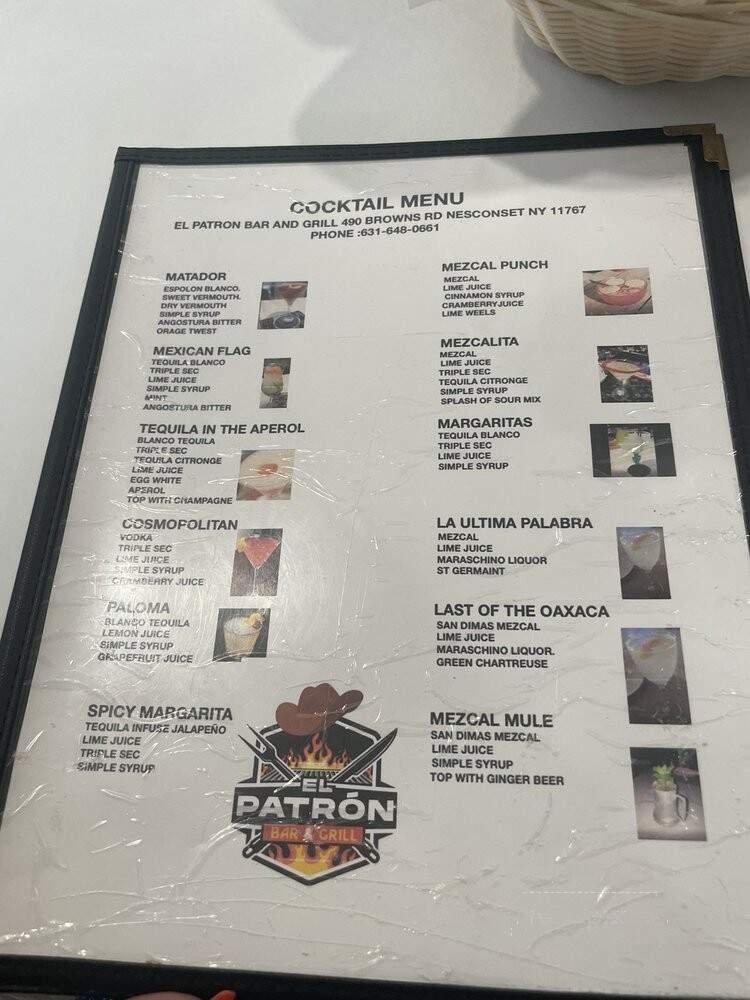 COCKTAIL MENU
EL PATRON BAR AND GRILL 490 BROWNS RD NESCONSET NY 11767
PHONE :631-648-0661
MATADOR
ESPOLON BLANCO.
SWEET VERMOUTH.
DRY VERMOUTH
SIMPLE SYRUP
ANGOSTURA BITTER
ORAGE TWEST
MEXICAN FLAG
TEQUILA BLANCO
TRIPLE SEC
LIME JUICE
SIMPLE SYRUP
MINT
ANGOSTURA BITTER
TEQUILA IN THE APEROL
BLANCO TEQUILA
TRIPLE SEC
TEQUILA CITRONGE
LIME JUICE
EGG WHITE
APEROL
TOP WITH CHAMPAGNE
COSMOPOLITAN
VODKA
TRIPLE SEC
LIME JUICE
SIMPLE SYRUP
CRAMBERRY JUICE
PALOMA
BLANCO TEQUILA
LEMON JUICE
SIMPLE SYRUP
GRAPEFRUIT JUICE
SPICY MARGARITA
TEQUILA INFUSE JALAPEÑO
LIME JUICE
TRIPLE SEC
SIMPLE SYRUP
MEZCAL PUNCH
MEZCAL
LIME JUICE
CINNAMON SYRUP
CRAMBERRYJUICE
LIME WEELS
MEZCALITA
MEZCAL
LIME JUICE
TRIPLE SEC
TEQUILA CITRONGE
SIMPLE SYRUP
SPLASH OF SOUR MIX
MARGARITAS
TEQUILA BLANCO
TRIPLE SEC
LIME JUICE
SIMPLE SYRUP
LA ULTIMA PALABRA
MEZCAL
LIME JUICE
MARASCHINO LIQUOR
ST GERMAINT
LAST OF THE OAXACA
SAN DIMAS MEZCAL
LIME JUICE
MARASCHINO LIQUOR.
GREEN CHARTREUSE
MEZCAL MULE
SAN DIMAS MEZCAL
LIME JUICE
SIMPLE SYRUP
TOP WITH GINGER BEER
EL
PATRÓN
BAR & GRILL